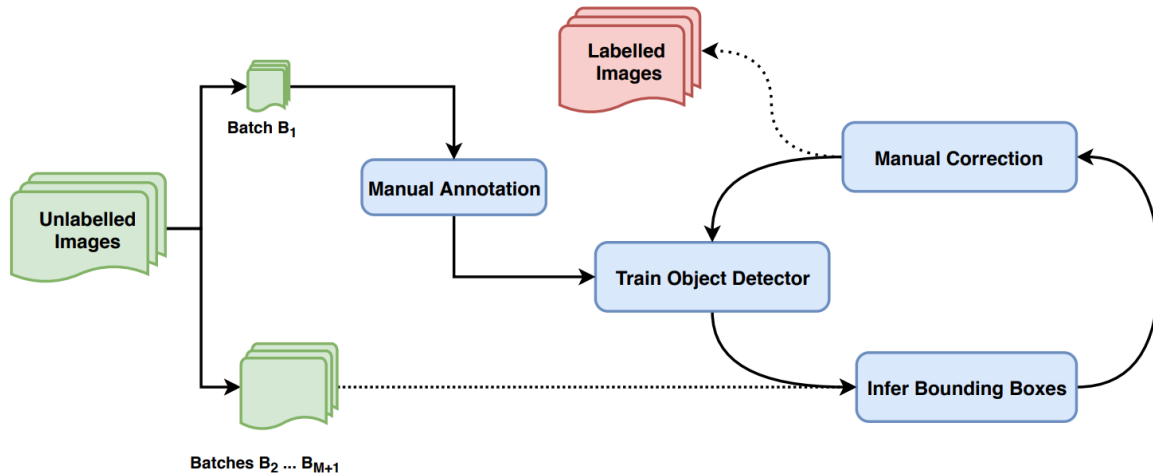 Labelled
Images
Batch B₁
Manual Correction
Manual Annotation
Unlabelled
Images
Train Object Detector
Infer Bounding Boxes
Batches B₂ ... B_M+1